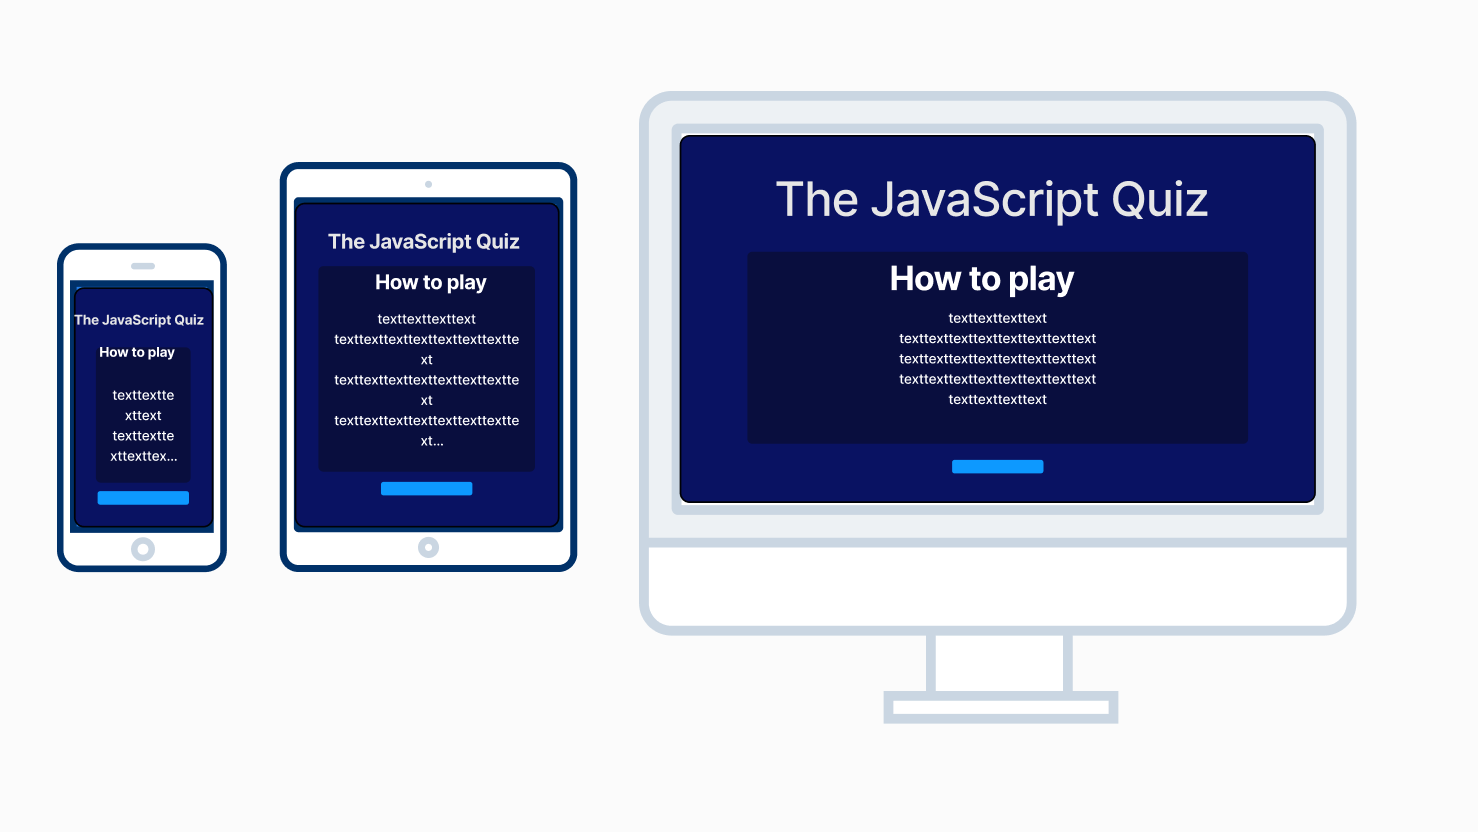 The JavaScript Quiz
How to play
texttextte
xttext
texttextte
xttexttex...
The JavaScript Quiz
How to play
texttexttexttext
texttexttexttexttexttexttextte
xt
texttexttexttexttexttexttextte
xt
texttexttexttexttexttexttextte
xt...
The JavaScript Quiz
How to play
texttexttexttext
texttexttexttexttexttexttexttext
texttexttexttexttexttexttexttext
texttexttexttexttexttexttexttext
texttexttexttext